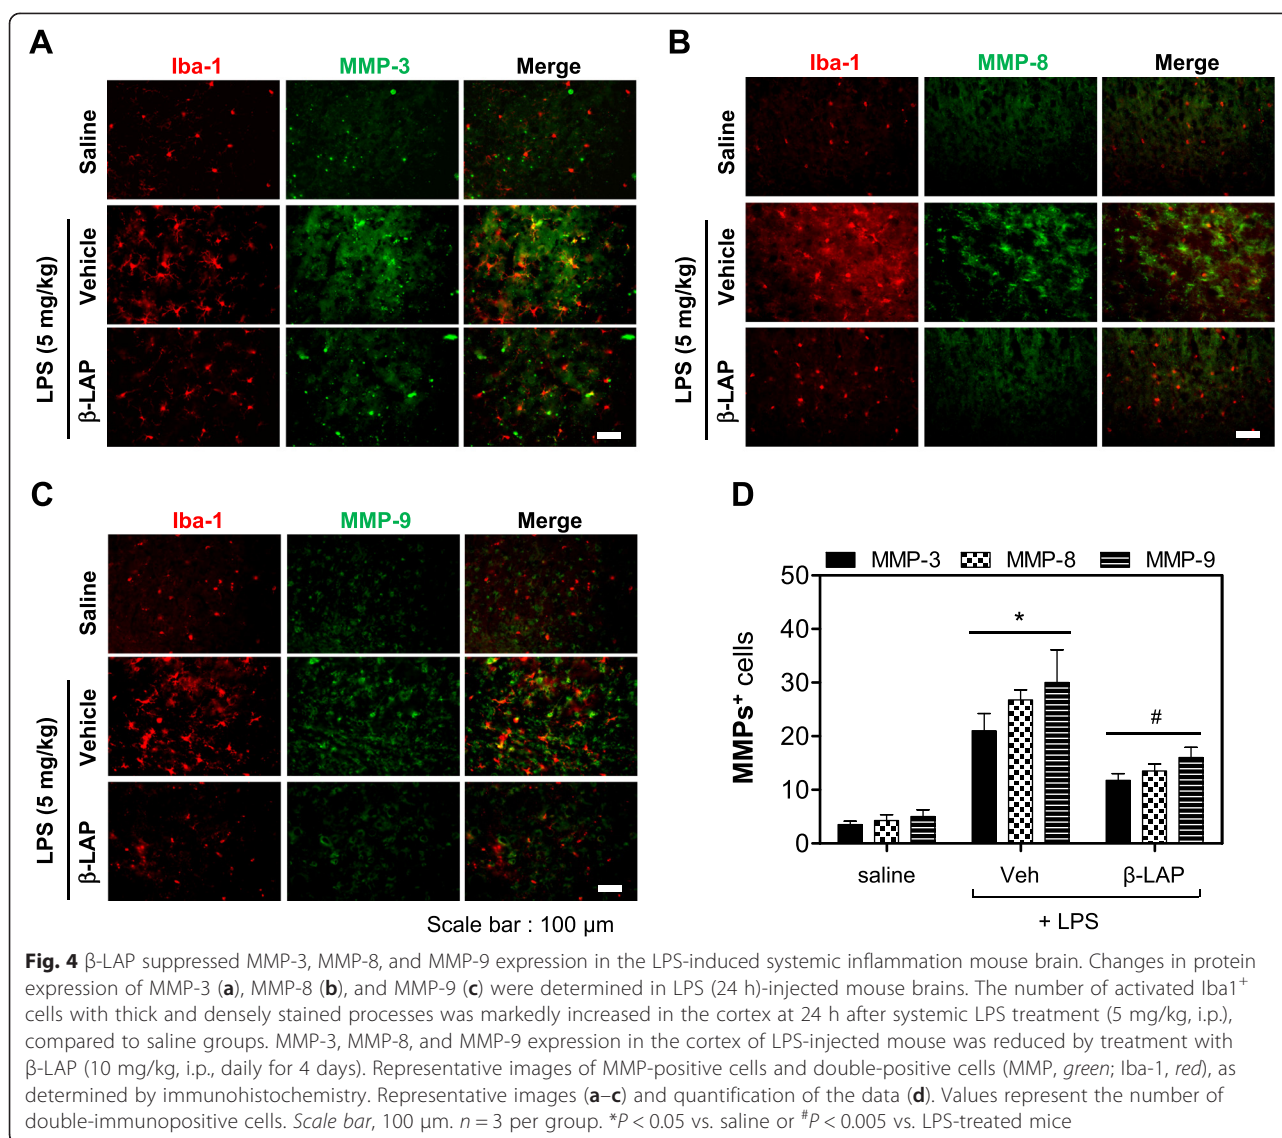 A
Iba-1 MMP-3 Merge
Saline
LPS (5 mg/kg)
Vehicle
β-LAP
B
Iba-1 MMP-8 Merge
Saline
LPS (5 mg/kg)
Vehicle
β-LAP
C
Iba-1 MMP-9 Merge
Saline
LPS (5 mg/kg)
Vehicle
β-LAP
Scale bar : 100 μm
D
MMP-3 MMP-8 MMP-9
MMPs⁺ cells
50
40
30
20
10
0
*
#
saline Veh β-LAP
+ LPS
Fig. 4 β-LAP suppressed MMP-3, MMP-8, and MMP-9 expression in the LPS-induced systemic inflammation mouse brain. Changes in protein
expression of MMP-3 (a), MMP-8 (b), and MMP-9 (c) were determined in LPS (24 h)-injected mouse brains. The number of activated Iba1⁺
cells with thick and densely stained processes was markedly increased in the cortex at 24 h after systemic LPS treatment (5 mg/kg, i.p.),
compared to saline groups. MMP-3, MMP-8, and MMP-9 expression in the cortex of LPS-injected mouse was reduced by treatment with
β-LAP (10 mg/kg, i.p., daily for 4 days). Representative images of MMP-positive cells and double-positive cells (MMP, green; Iba-1, red), as
determined by immunohistochemistry. Representative images (a–c) and quantification of the data (d). Values represent the number of
double-immunopositive cells. Scale bar, 100 μm. n = 3 per group. *P < 0.05 vs. saline or #P < 0.005 vs. LPS-treated mice